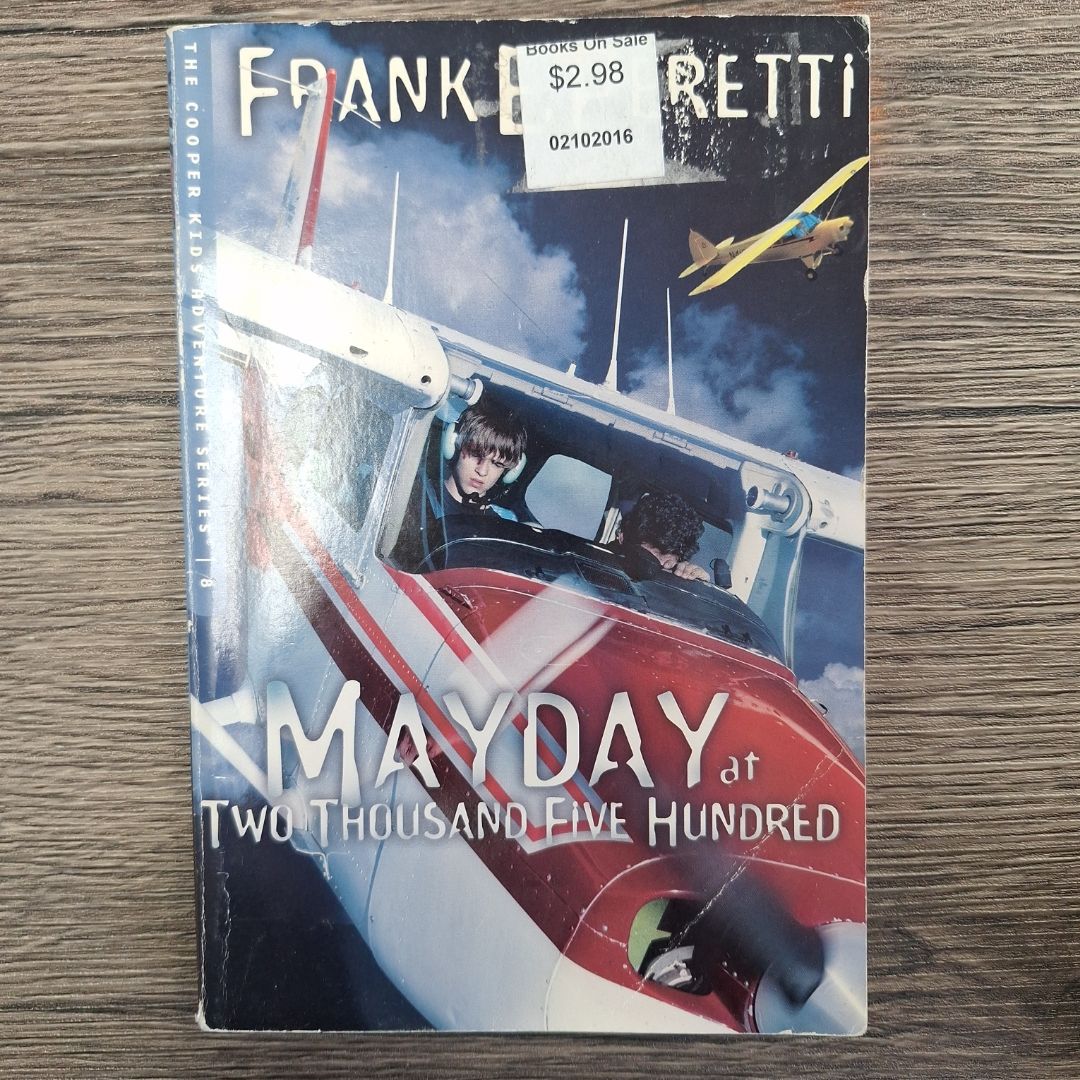 FRANK E RETTI
Books On Sale
$2.98
02102016
THE COOPER KIDS ADVENTURE SERIES | 8
MAYDAY at
TWO THOUSAND FIVE HUNDRED